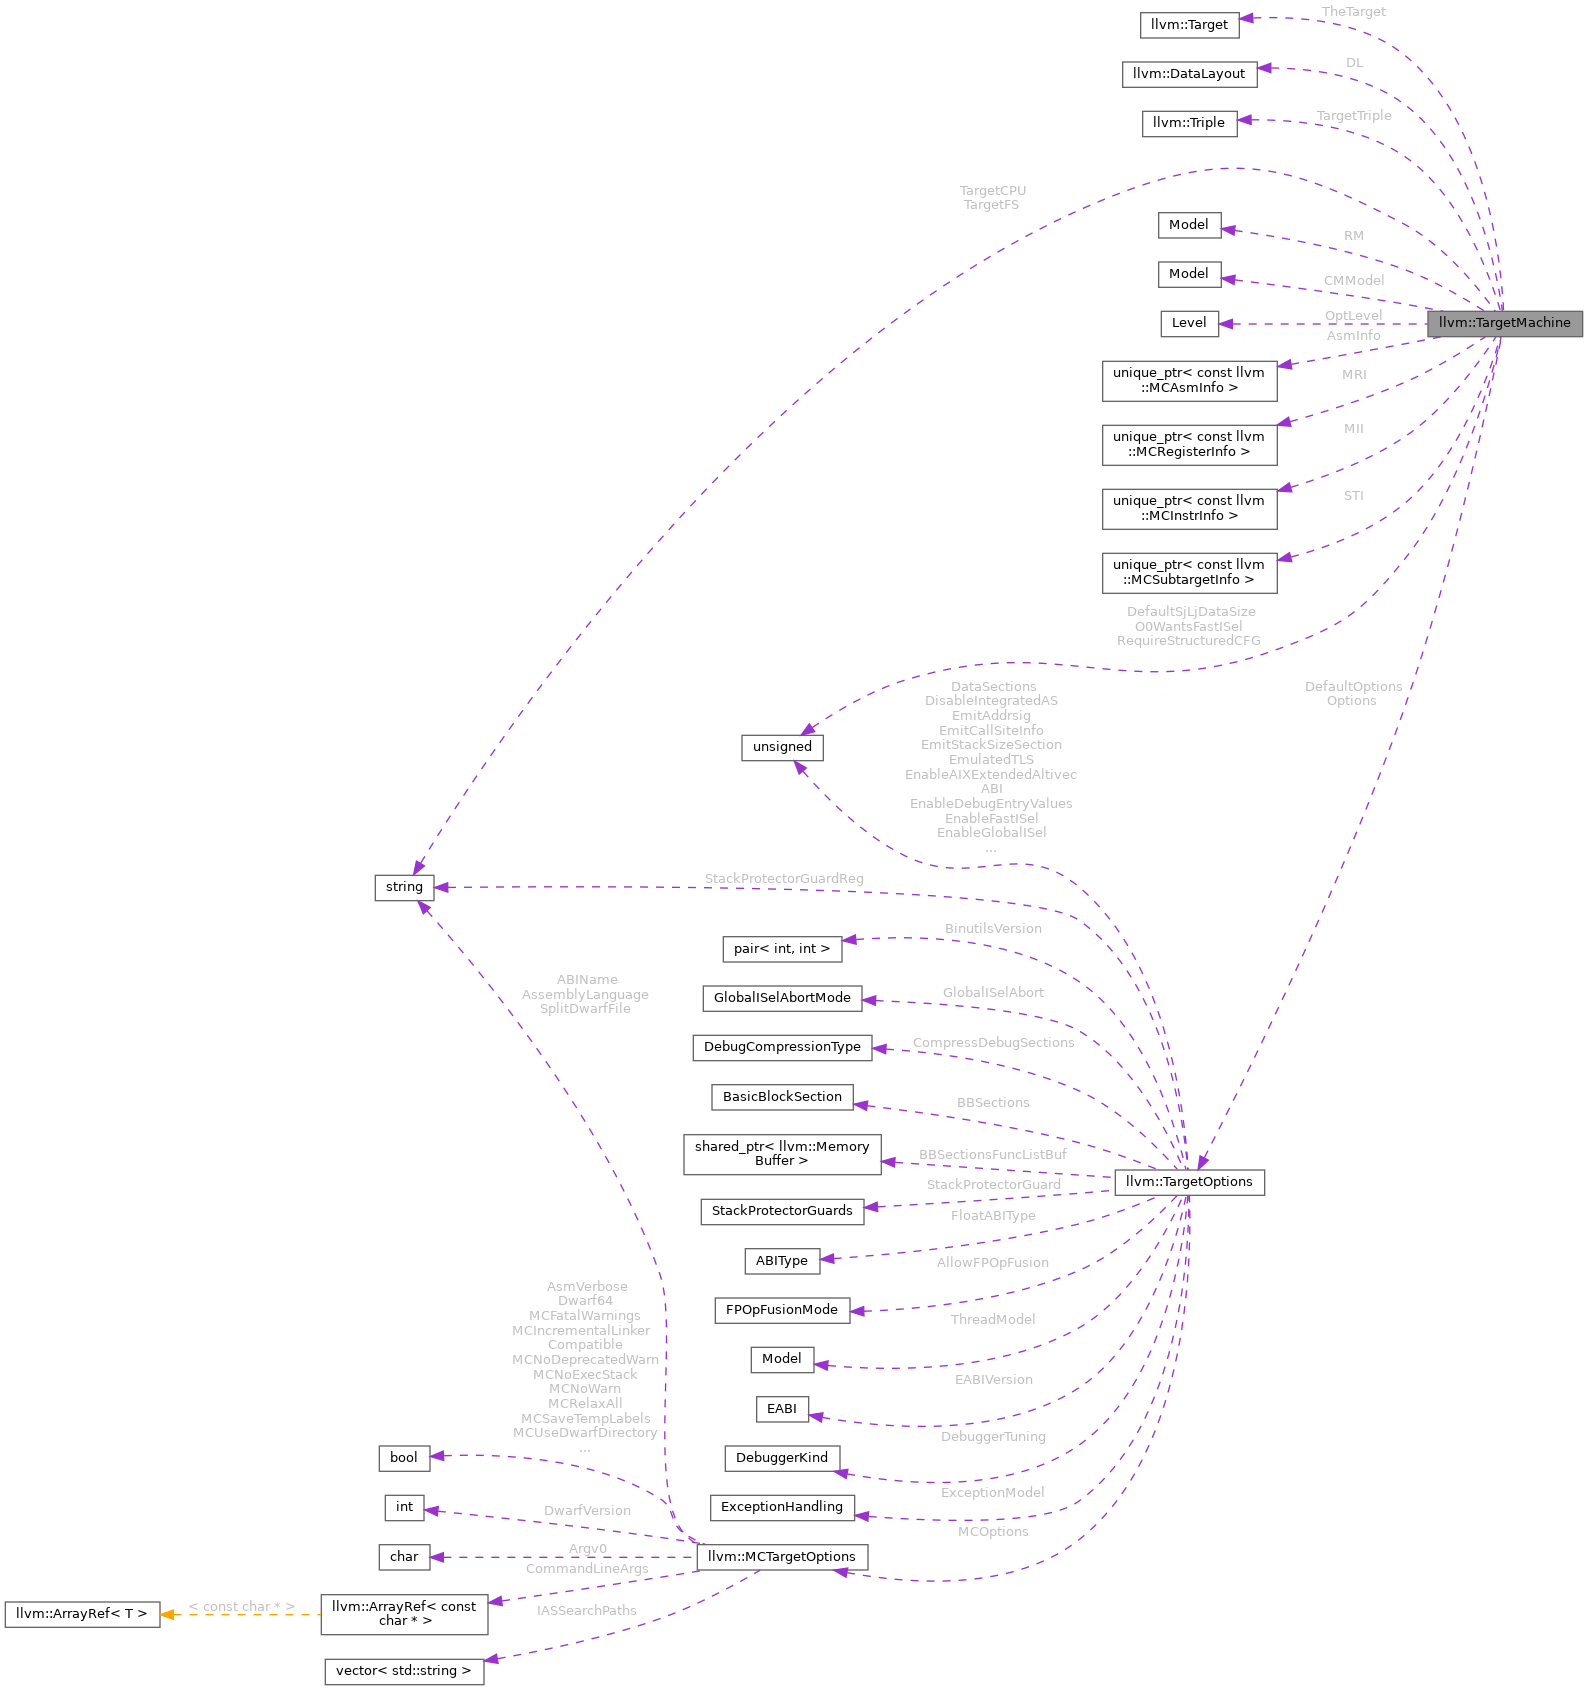 TheTarget
llvm::Target
DL
llvm::DataLayout
TargetTriple
llvm::Triple
TargetCPU
TargetFS
Model
RM
Model
CMModel
Level
OptLevel
llvm::TargetMachine
AsmInfo
unique_ptr< const llvm
::MCAsmInfo >
MRI
unique_ptr< const llvm
::MCRegisterInfo >
MII
unique_ptr< const llvm
::MCInstrInfo >
STI
unique_ptr< const llvm
::MCSubtargetInfo >
DefaultSjLjDataSize
O0WantsFastISel
RequireStructuredCFG
DefaultOptions
Options
unsigned
DataSections
DisableIntegratedAS
EmitAddrsig
EmitCallSiteInfo
EmitStackSizeSection
EmulatedTLS
EnableAIXExtendedAltivec
ABI
EnableDebugEntryValues
EnableFastISel
EnableGlobalISel
...
string
StackProtectorGuardReg
pair< int, int >
BinutilsVersion
GlobalISelAbortMode
GlobalISelAbort
DebugCompressionType
CompressDebugSections
BasicBlockSection
BBSections
shared_ptr< llvm::Memory
Buffer >
BBSectionsFuncListBuf
llvm::TargetOptions
StackProtectorGuards
StackProtectorGuard
ABIType
FloatABIType
FPOpFusionMode
AllowFPOpFusion
Model
ThreadModel
EABI
EABIVersion
DebuggerKind
DebuggerTuning
ExceptionHandling
ExceptionModel
MCOptions
ABIName
AssemblyLanguage
SplitDwarfFile
AsmVerbose
Dwarf64
MCFatalWarnings
MCIncrementalLinker
Compatible
MCNoDeprecatedWarn
MCNoExecStack
MCNoWarn
MCRelaxAll
MCSaveTempLabels
MCUseDwarfDirectory
...
bool
int
DwarfVersion
char
Argv0
llvm::MCTargetOptions
CommandLineArgs
llvm::ArrayRef< T >
< const char * >
llvm::ArrayRef< const
char * >
IASSearchPaths
vector< std::string >